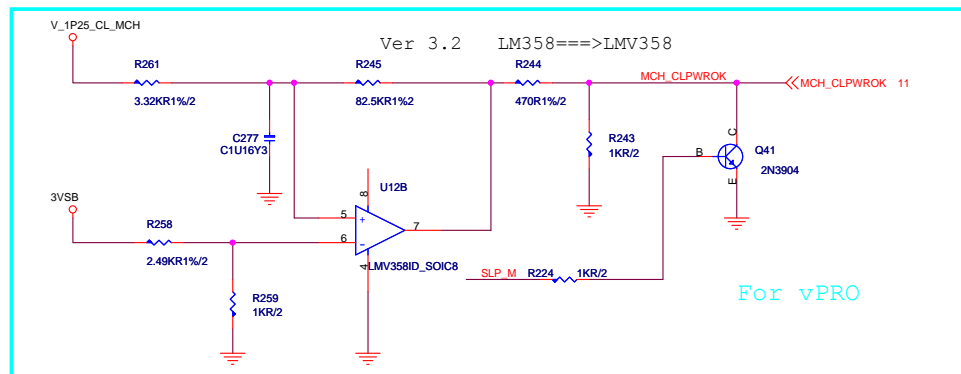 V_1P25_CL_MCH
Ver 3.2 LM358===>LMV358
R261
3.32KR1%/2
R245
82.5KR1%2
R244
470R1%/2
MCH_CLPWROK
MCH_CLPWROK 11
C277
C1U16Y3
R243
1KR/2
C
B
E
Q41
2N3904
3VSB
U12B
8
5
+
6
-
7
4
LMV358ID_SOIC8
R258
2.49KR1%/2
R259
1KR/2
SLP_M
R224
1KR/2
For vPRO